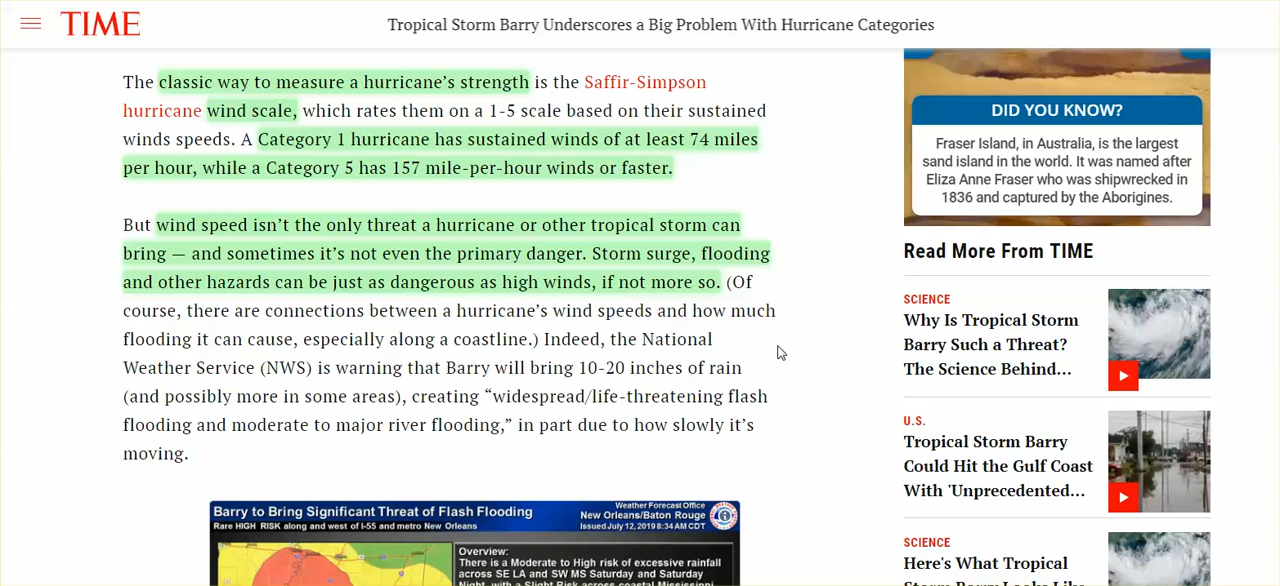 TIME
Tropical Storm Barry Underscores a Big Problem With Hurricane Categories
The classic way to measure a hurricane’s strength is the Saffir-Simpson
hurricane wind scale, which rates them on a 1-5 scale based on their sustained
winds speeds. A Category 1 hurricane has sustained winds of at least 74 miles
per hour, while a Category 5 has 157 mile-per-hour winds or faster.
But wind speed isn’t the only threat a hurricane or other tropical storm can
bring — and sometimes it’s not even the primary danger. Storm surge, flooding
and other hazards can be just as dangerous as high winds, if not more so. (Of
course, there are connections between a hurricane’s wind speeds and how much
flooding it can cause, especially along a coastline.) Indeed, the National
Weather Service (NWS) is warning that Barry will bring 10-20 inches of rain
(and possibly more in some areas), creating “widespread/life-threatening flash
flooding and moderate to major river flooding,” in part due to how slowly it’s
moving.
Barry to Bring Significant Threat of Flash Flooding
Rare HIGH RISK along and west of I-55 and metro New Orleans
Weather Forecast Office
New Orleans/Baton Rouge
Issued July 12, 2019 8:34 AM CDT
Overview:
There is a Moderate to High risk of excessive rainfall
across SE LA and SW MS Saturday and Saturday
Night, with a Slight Risk across coastal Mississippi
DID YOU KNOW?
Fraser Island, in Australia, is the largest
sand island in the world. It was named after
Eliza Anne Fraser who was shipwrecked in
1836 and captured by the Aborigines.
Read More From TIME
SCIENCE
Why Is Tropical Storm
Barry Such a Threat?
The Science Behind...
U.S.
Tropical Storm Barry
Could Hit the Gulf Coast
With 'Unprecedented...
SCIENCE
Here's What Tropical
Storm Barry Looks Like